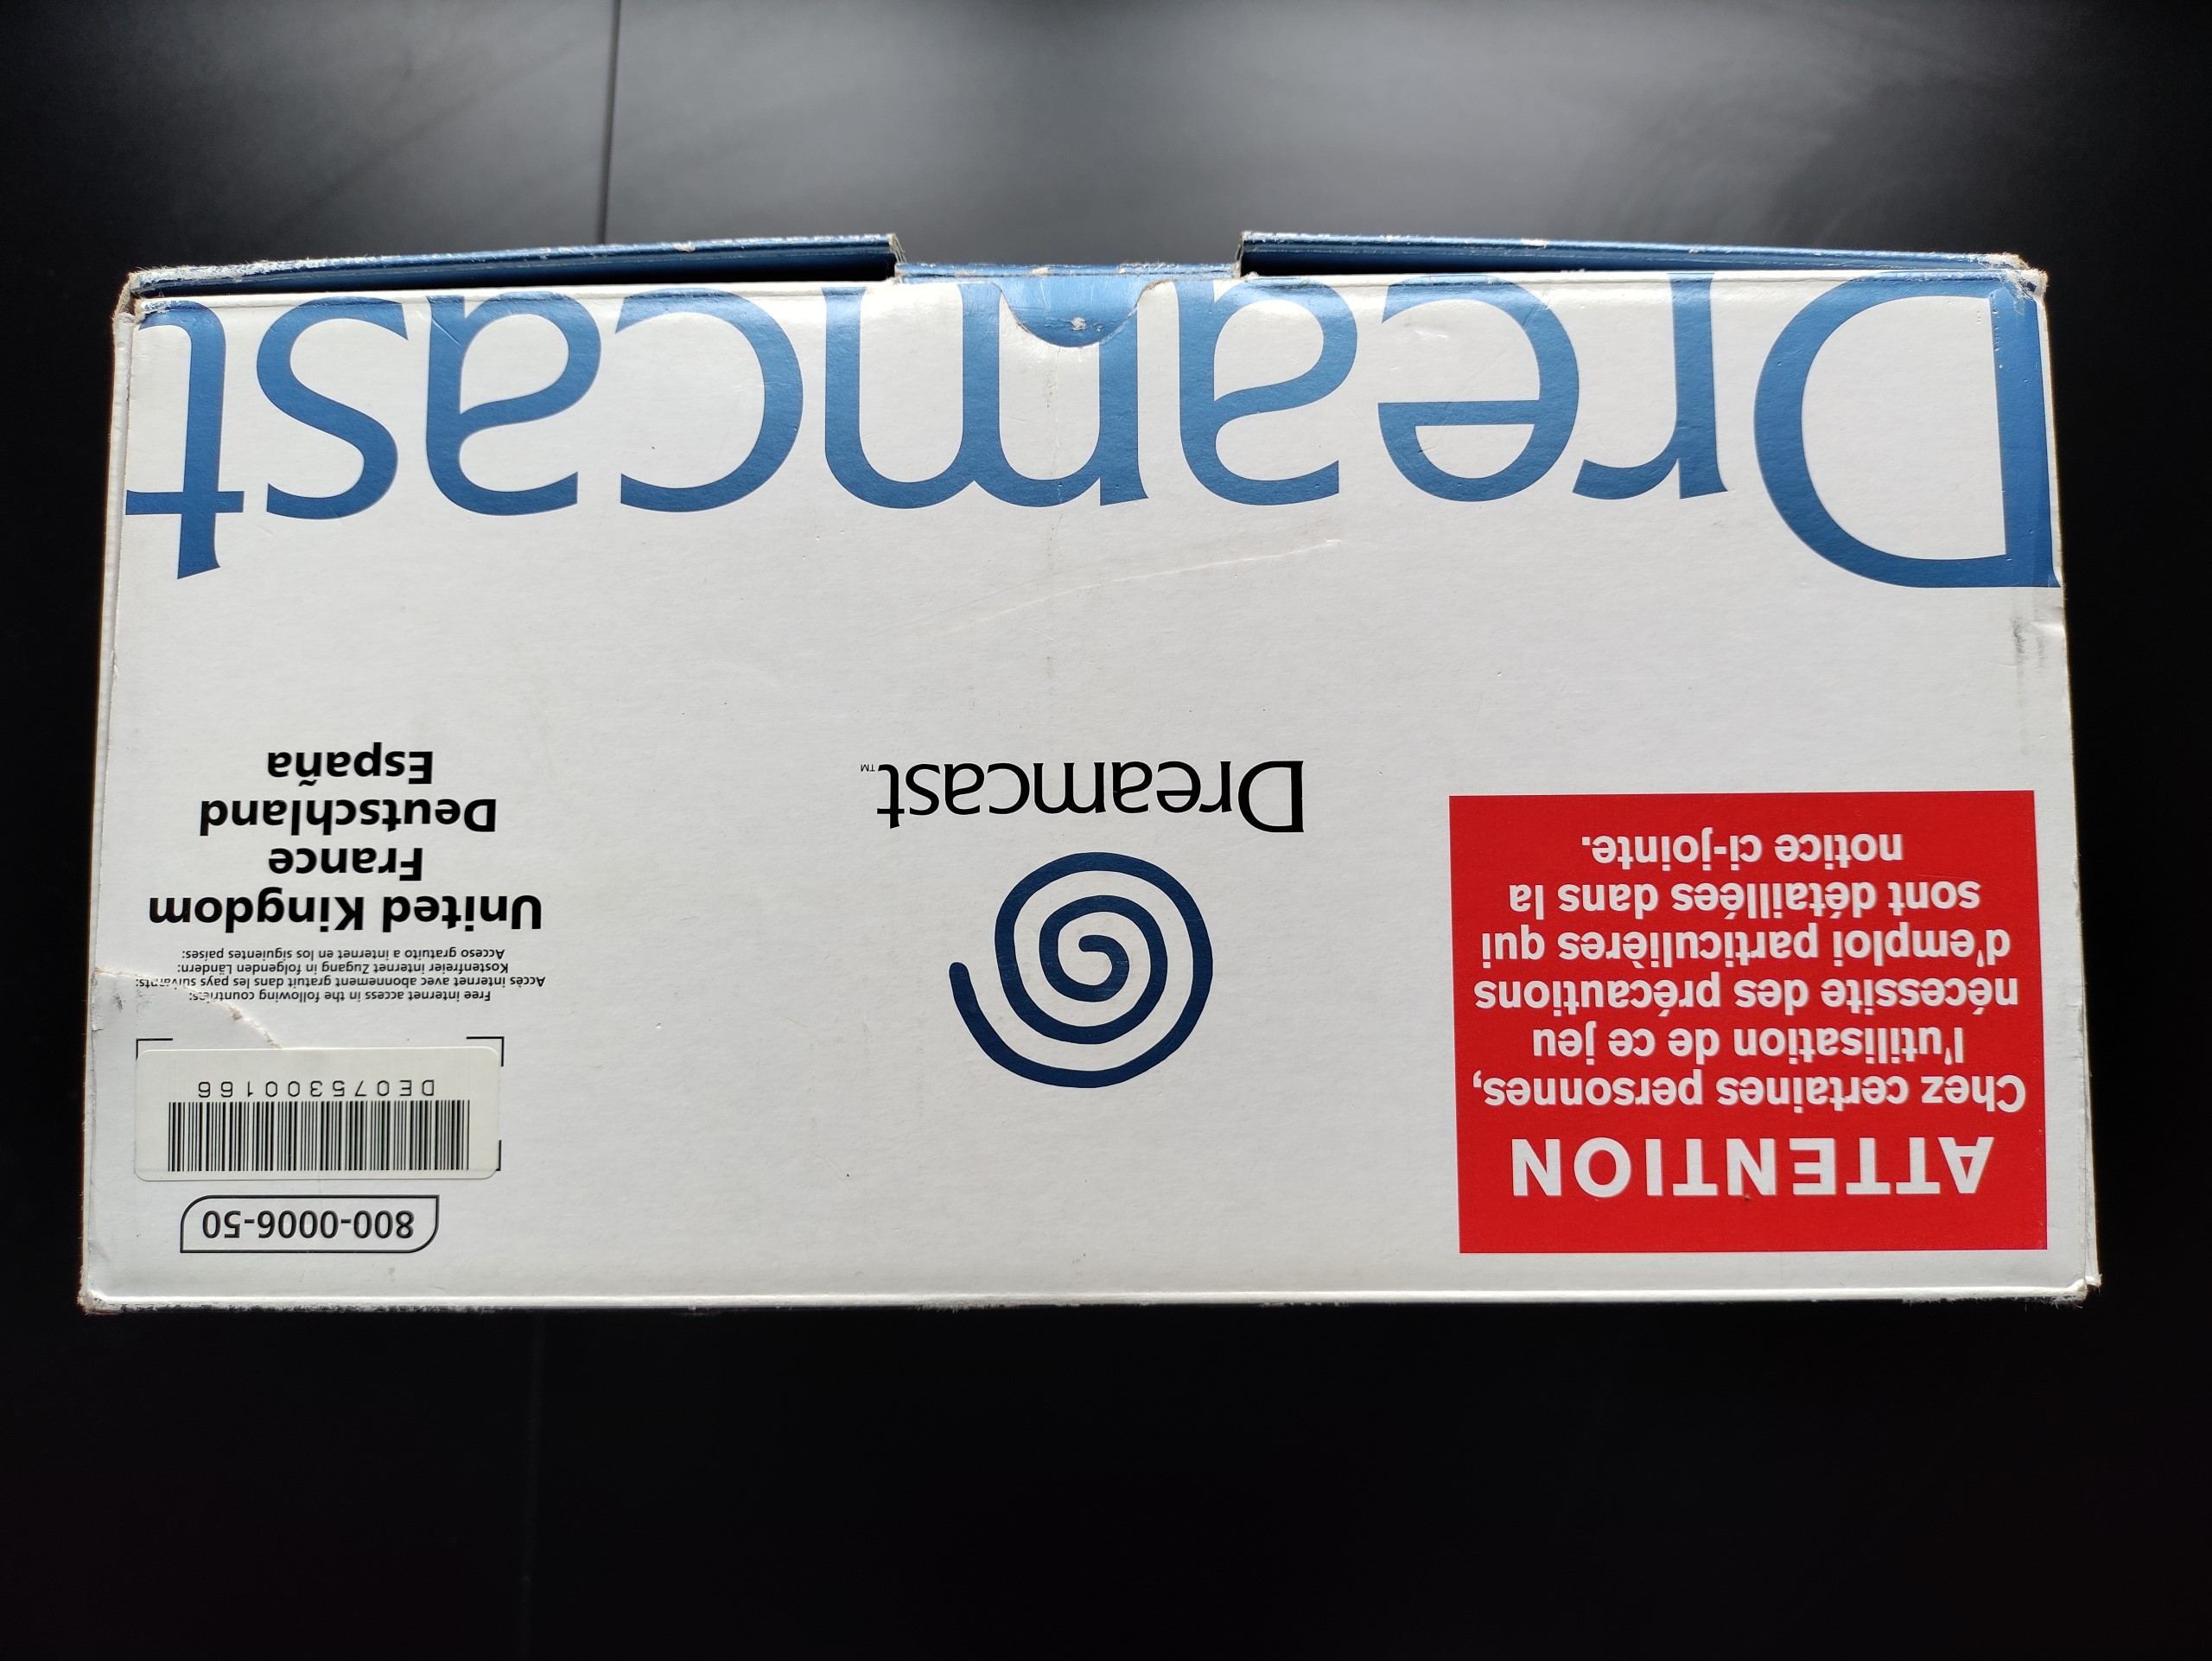 Dreamcast
ATTENTION
Chez certaines personnes,
l'utilisation de ce jeu
nécessite des précautions
d'emploi particulières qui
sont détaillées dans la
notice ci-jointe.
Dreamcast™
800-0006-50
DE075300166
Free internet access in the following countries:
Accès internet avec abonnement gratuit dans les pays suivants:
Kostenfreier internet Zugang in folgenden Ländern:
Acceso gratuito a internet en los siguientes paises:
United Kingdom
France
Deutschland
España